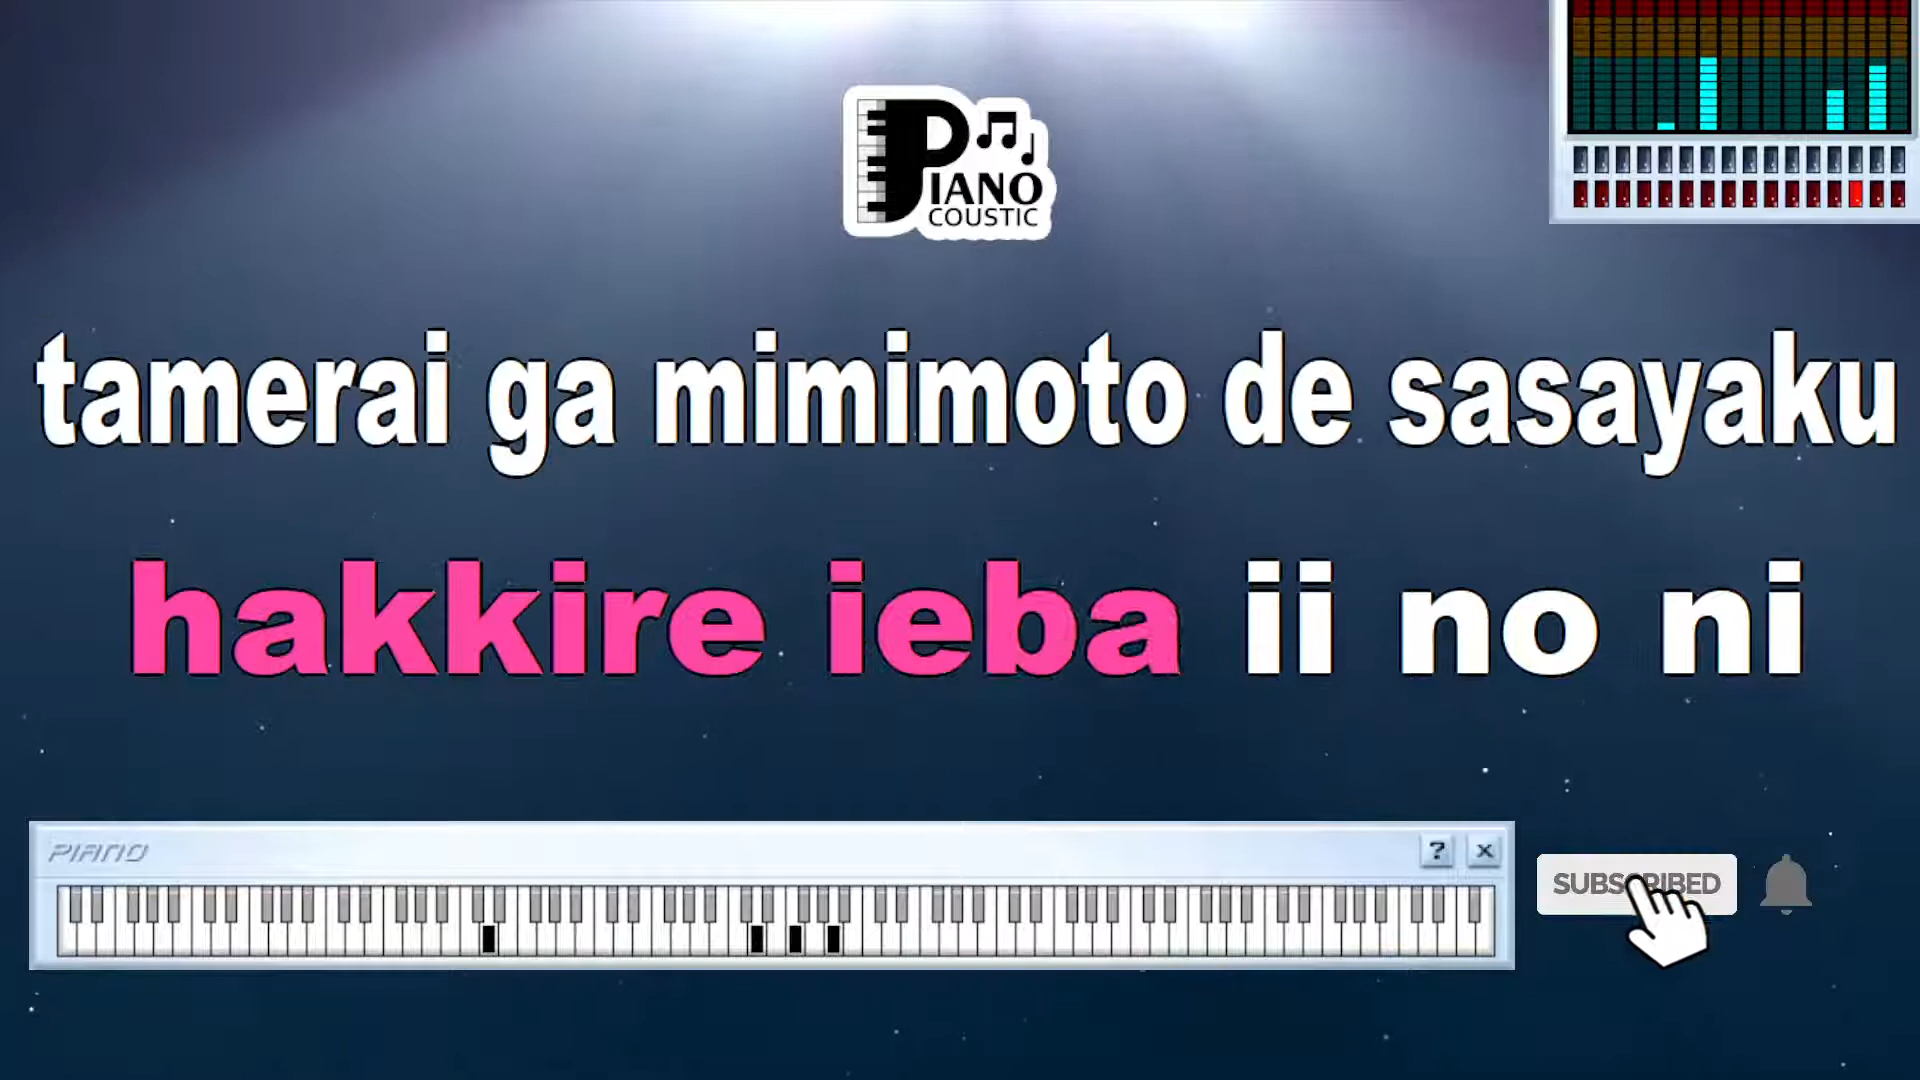 PIANO
COUSTIC
tamerai ga mimimoto de sasayaku
hakkire ieba ii no ni
PIANO
? x
SUBSCRIBED